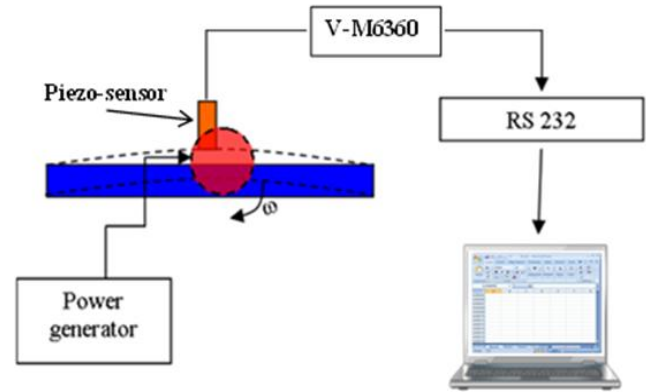 V-M6360
Piezo-sensor
RS 232
ω
Power
generator